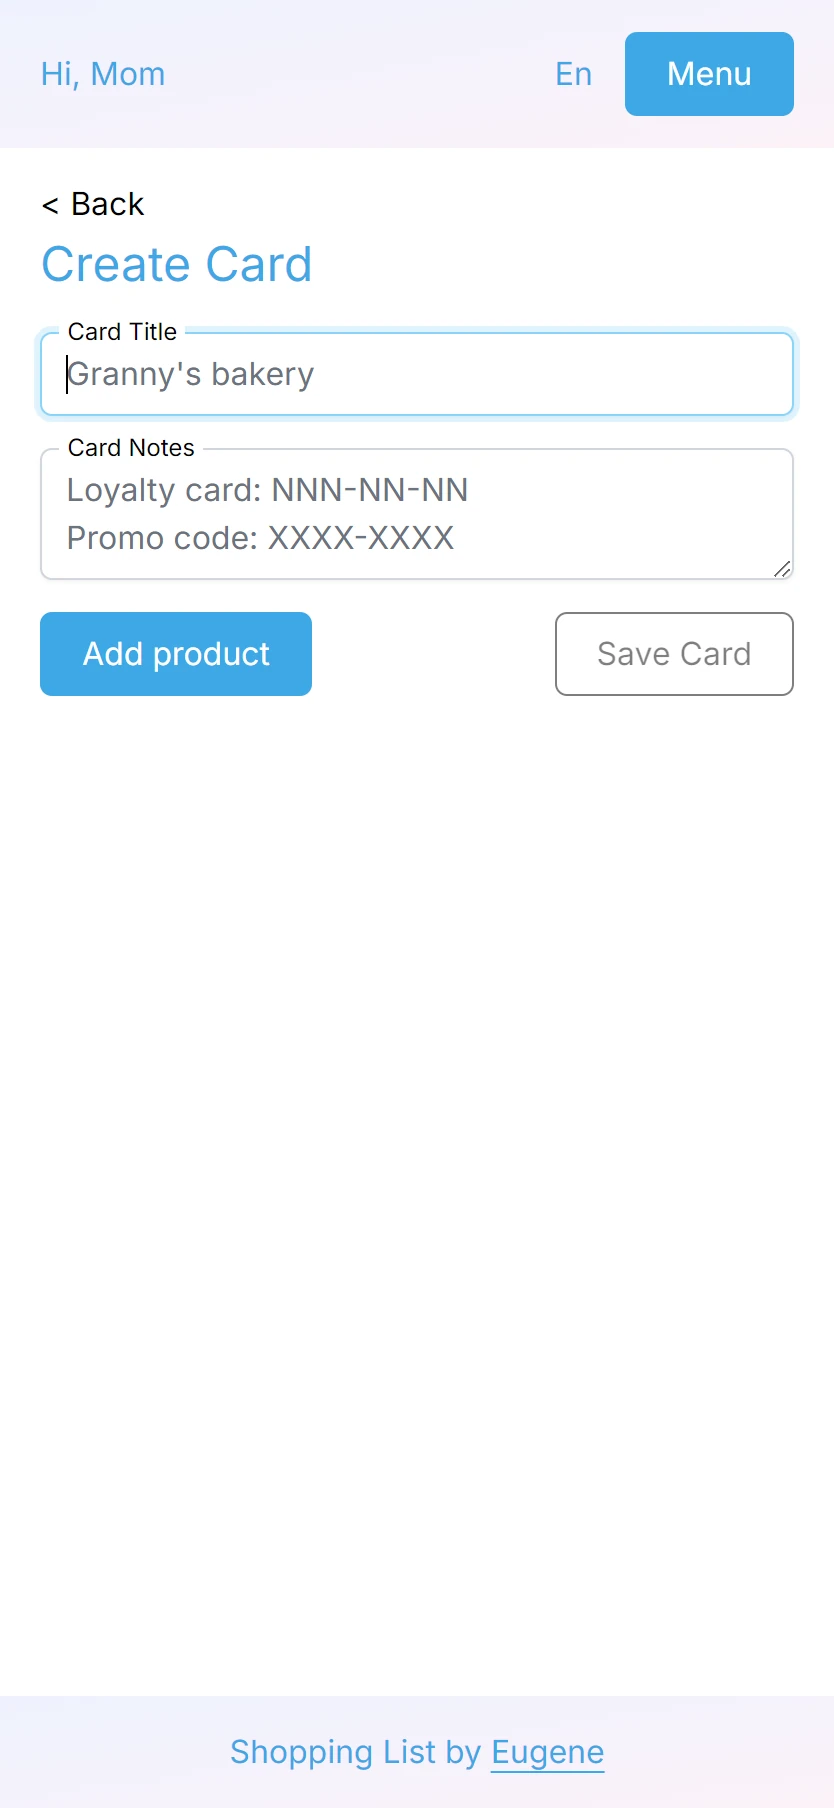 Hi, Mom
En
Menu
< Back
Create Card
Card Title
Granny's bakery
Card Notes
Loyalty card: NNN-NN-NN
Promo code: XXXX-XXXX
Add product
Save Card
Shopping List by Eugene